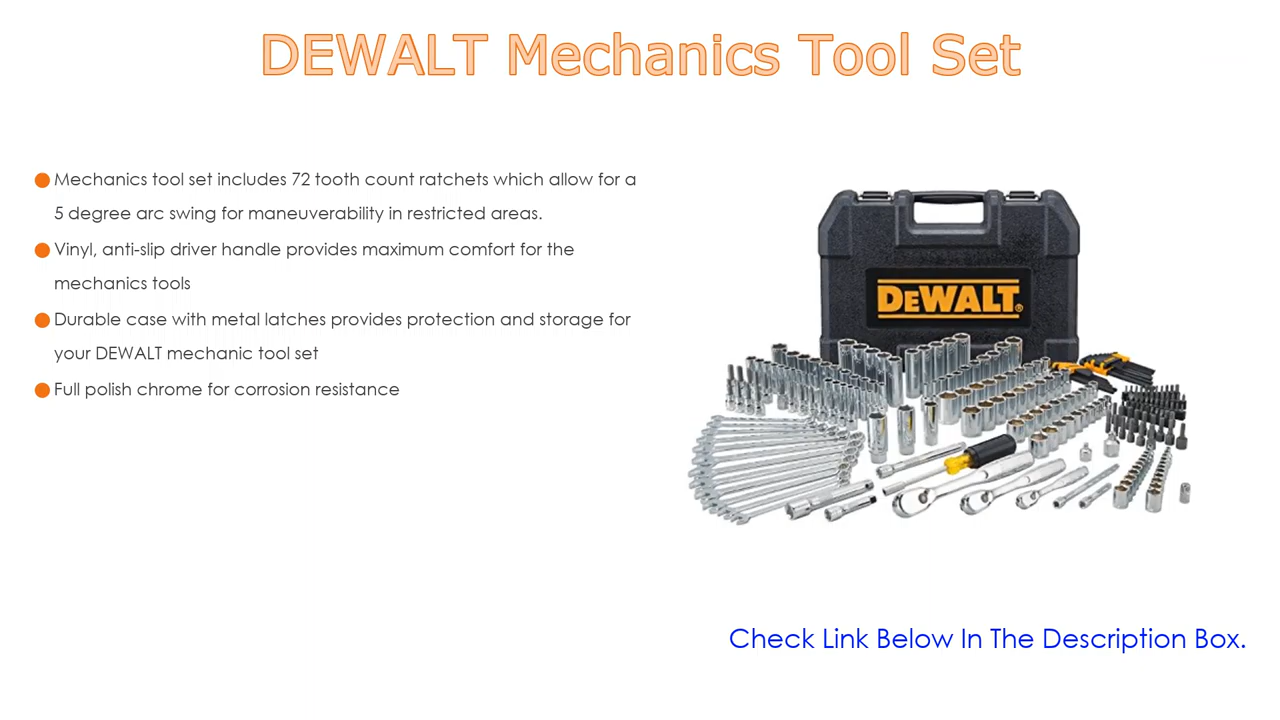 DEWALT Mechanics Tool Set
Mechanics tool set includes 72 tooth count ratchets which allow for a
5 degree arc swing for maneuverability in restricted areas.
Vinyl, anti-slip driver handle provides maximum comfort for the
mechanics tools
Durable case with metal latches provides protection and storage for
your DEWALT mechanic tool set
Full polish chrome for corrosion resistance
DEWALT®
Check Link Below In The Description Box.